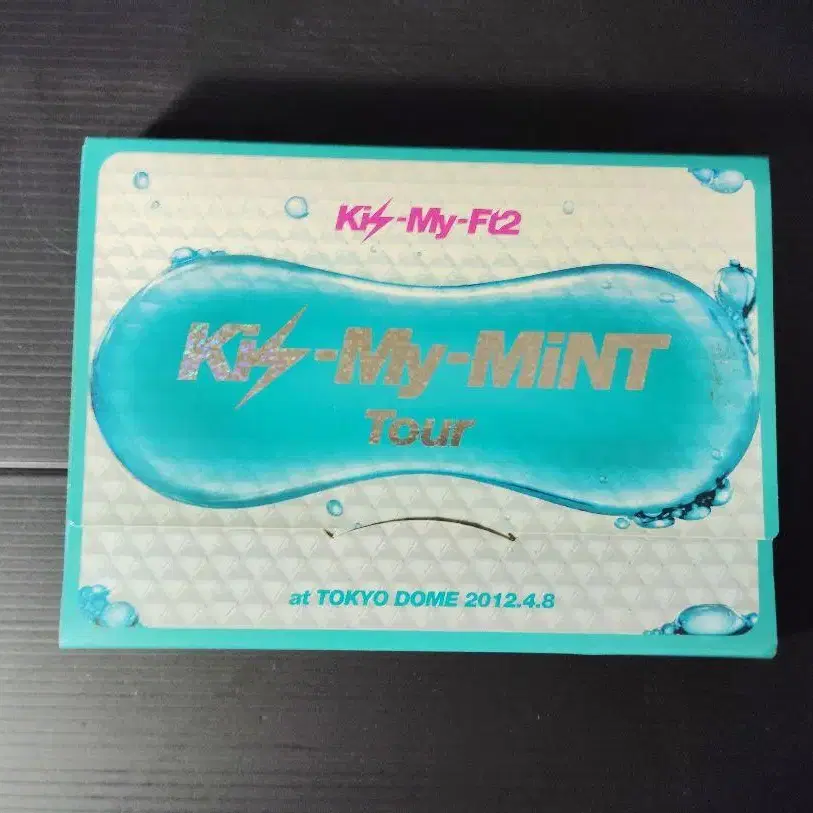 Kis-My-Ft2
Kis-My-MiNT
Tour
at TOKYO DOME 2012.4.8